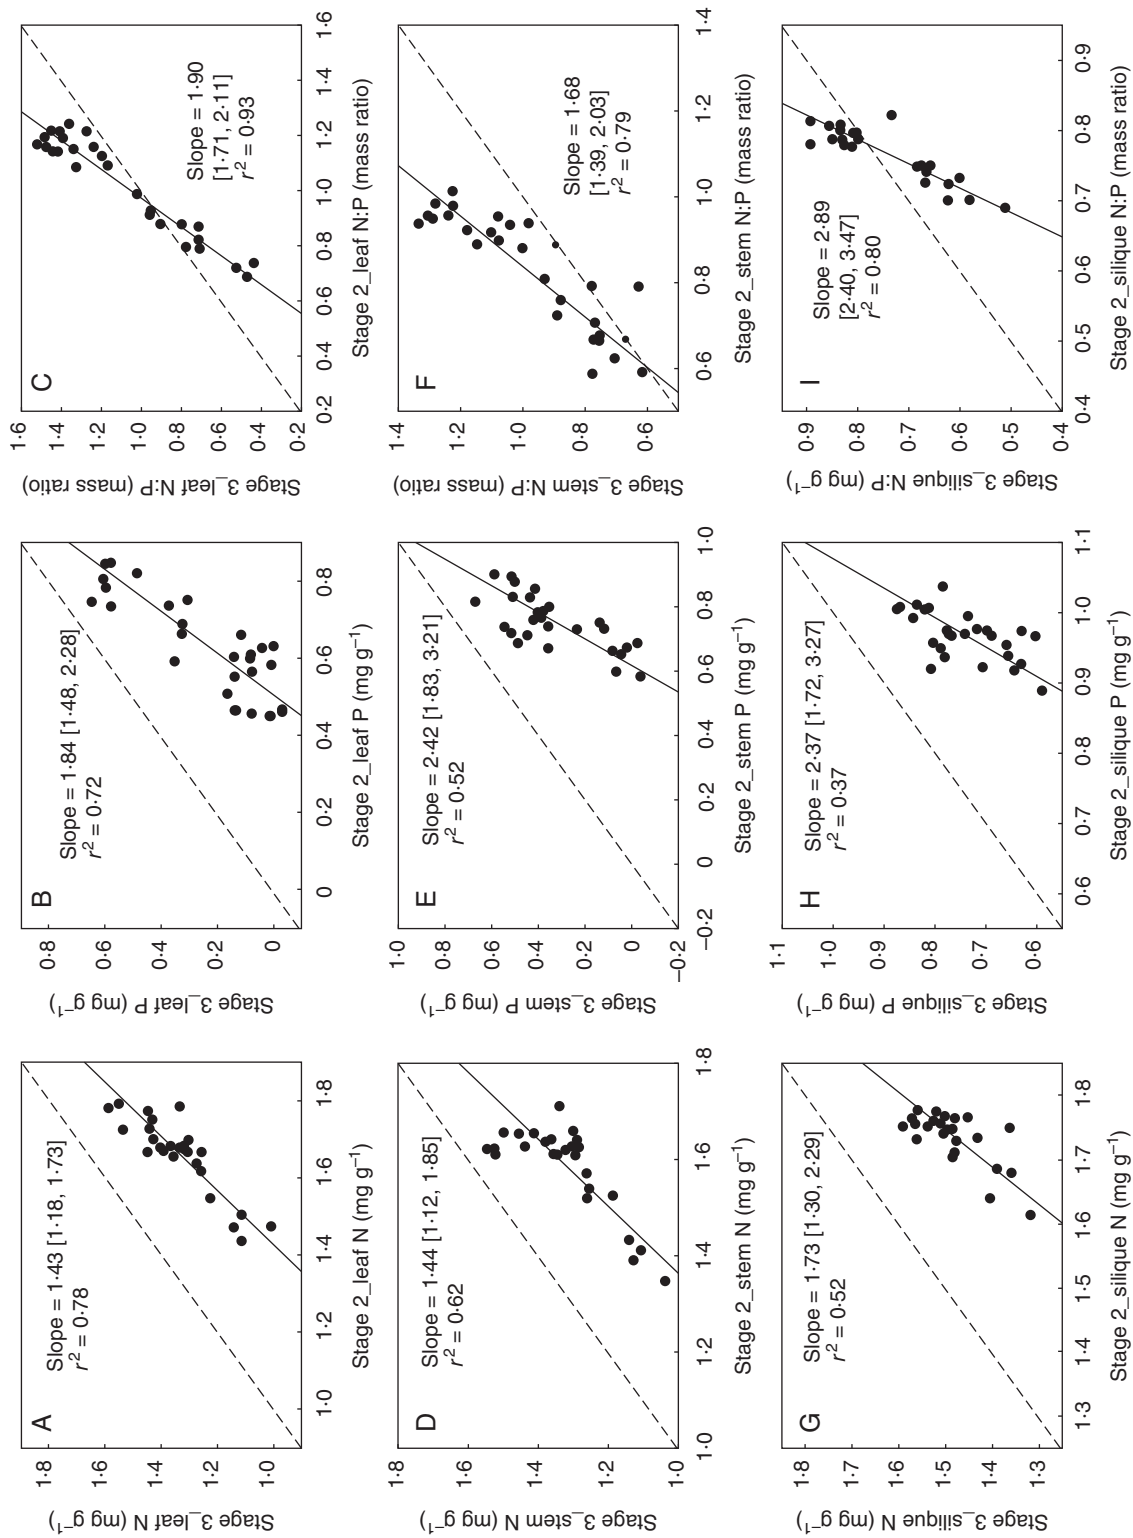 A
Slope = 1·43 [1·18, 1·73]
r² = 0·78
1·8
1·6
1·4
1·2
1·0
Stage 3_leaf N (mg g⁻¹)
1·0 1·2 1·4 1·6 1·8
Stage 2_leaf N (mg g⁻¹)
B
Slope = 1·84 [1·48, 2·28]
r² = 0·72
0·8
0·6
0·4
0·2
0
Stage 3_leaf P (mg g⁻¹)
0 0·2 0·4 0·6 0·8
Stage 2_leaf P (mg g⁻¹)
C
Slope = 1·90
[1·71, 2·11]
r² = 0·93
1·6
1·4
1·2
1·0
0·8
0·6
0·4
0·2
Stage 3_leaf N:P (mass ratio)
0·2 0·4 0·6 0·8 1·0 1·2 1·4 1·6
Stage 2_leaf N:P (mass ratio)
D
Slope = 1·44 [1·12, 1·85]
r² = 0·62
1·8
1·6
1·4
1·2
1·0
Stage 3_stem N (mg g⁻¹)
1·0 1·2 1·4 1·6 1·8
Stage 2_stem N (mg g⁻¹)
E
Slope = 2·42 [1·83, 3·21]
r² = 0·52
1·0
0·8
0·6
0·4
0·2
0
–0·2
Stage 3_stem P (mg g⁻¹)
–0·2 0 0·2 0·4 0·6 0·8 1·0
Stage 2_stem P (mg g⁻¹)
F
Slope = 1·68
[1·39, 2·03]
r² = 0·79
1·4
1·2
1·0
0·8
0·6
Stage 3_stem N:P (mass ratio)
0·6 0·8 1·0 1·2 1·4
Stage 2_stem N:P (mass ratio)
G
Slope = 1·73 [1·30, 2·29]
r² = 0·52
1·8
1·7
1·6
1·5
1·4
1·3
Stage 3_silique N (mg g⁻¹)
1·3 1·4 1·5 1·6 1·7 1·8
Stage 2_silique N (mg g⁻¹)
H
Slope = 2·37 [1·72, 3·27]
r² = 0·37
1·1
1·0
0·9
0·8
0·7
0·6
Stage 3_silique P (mg g⁻¹)
0·6 0·7 0·8 0·9 1·0 1·1
Stage 2_silique P (mg g⁻¹)
I
Slope = 2·89
[2·40, 3·47]
r² = 0·80
0·9
0·8
0·7
0·6
0·5
0·4
Stage 3_silique N:P (mg g⁻¹)
0·4 0·5 0·6 0·7 0·8 0·9
Stage 2_silique N:P (mass ratio)